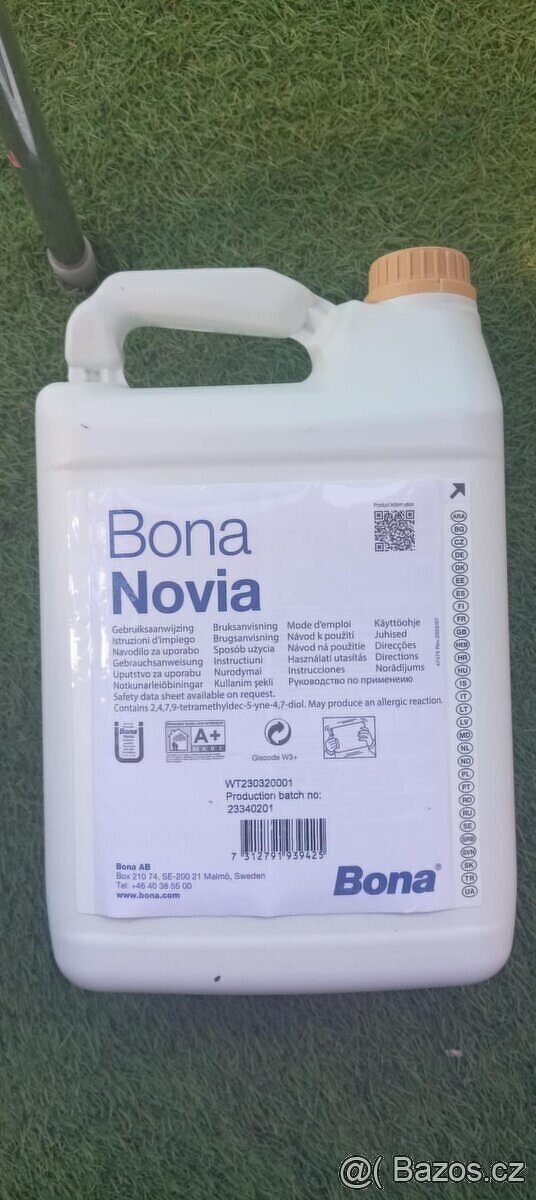 Product Information
Bona
Novia
Gebruiksaanwijzing Bruksanvisning Mode d'emploi Käyttöohje
Istruzioni d'impiego Brugsanvisning Návod k použití Juhised
Navodilo za uporabo Sposób użycia Návod ná použitie Direcções
Gebrauchsanweisung Instructiuni Használati utasítás Directions
Uputstvo za uporabu Nurodymai Instrucciones Norādījums
Notkunarleiðbiningar Kullanim şekli Руководство по применению
Safety data sheet available on request.
Contains 2,4,7,9-tetramethyldec-5-yne-4,7-diol. May produce an allergic reaction.
Bona
A+
A B C
Giscode W3+
WT230320001
Production batch no:
23340201
7 312791 939425
Bona AB
Box 210 74, SE-200 21 Malmö, Sweden
Tel: +46 40 38 55 00
www.bona.com
Bona®
ARA
BG
CZ
DE
DK
EE
ES
FI
FR
GB
HEB
HR
HU
IS
IT
LT
LV
MD
NL
NO
PL
PT
RO
RU
SE
SRB
SVN
SK
TR
UA
@( Bazos.cz